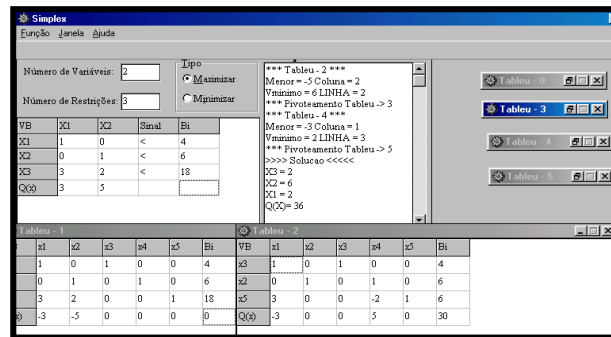 Simplex
Função Janela Ajuda
Número de Variáveis: 2
Número de Restrições: 3
Tipo
Maximizar
Minimizar
VB X1 X2 Sinal Bi
X1 1 0 < 4
X2 0 1 < 6
X3 3 2 < 18
Q(x) 3 5
*** Tableu - 2 ***
Menor = -5 Coluna = 2
Vminimo = 6 LINHA = 2
*** Pivoteamento Tableu -> 3
*** Tableu - 4 ***
Menor = -3 Coluna = 1
Vminimo = 2 LINHA = 3
*** Pivoteamento Tableu -> 5
>>>> Solucao <<<<<
X3 = 2
X2 = 6
X1 = 2
Q(X)= 36
Tableu - 0
Tableu - 3
Tableu - 4
Tableu - 5
Tableu - 1
x1 x2 x3 x4 x5 Bi
1 0 1 0 0 4
0 1 0 1 0 6
3 2 0 0 1 18
-3 -5 0 0 0 0
Tableu - 2
VB x1 x2 x3 x4 x5 Bi
x3 1 0 1 0 0 4
x2 0 1 0 1 0 6
x5 3 0 0 -2 1 6
Q(x) -3 0 0 5 0 30